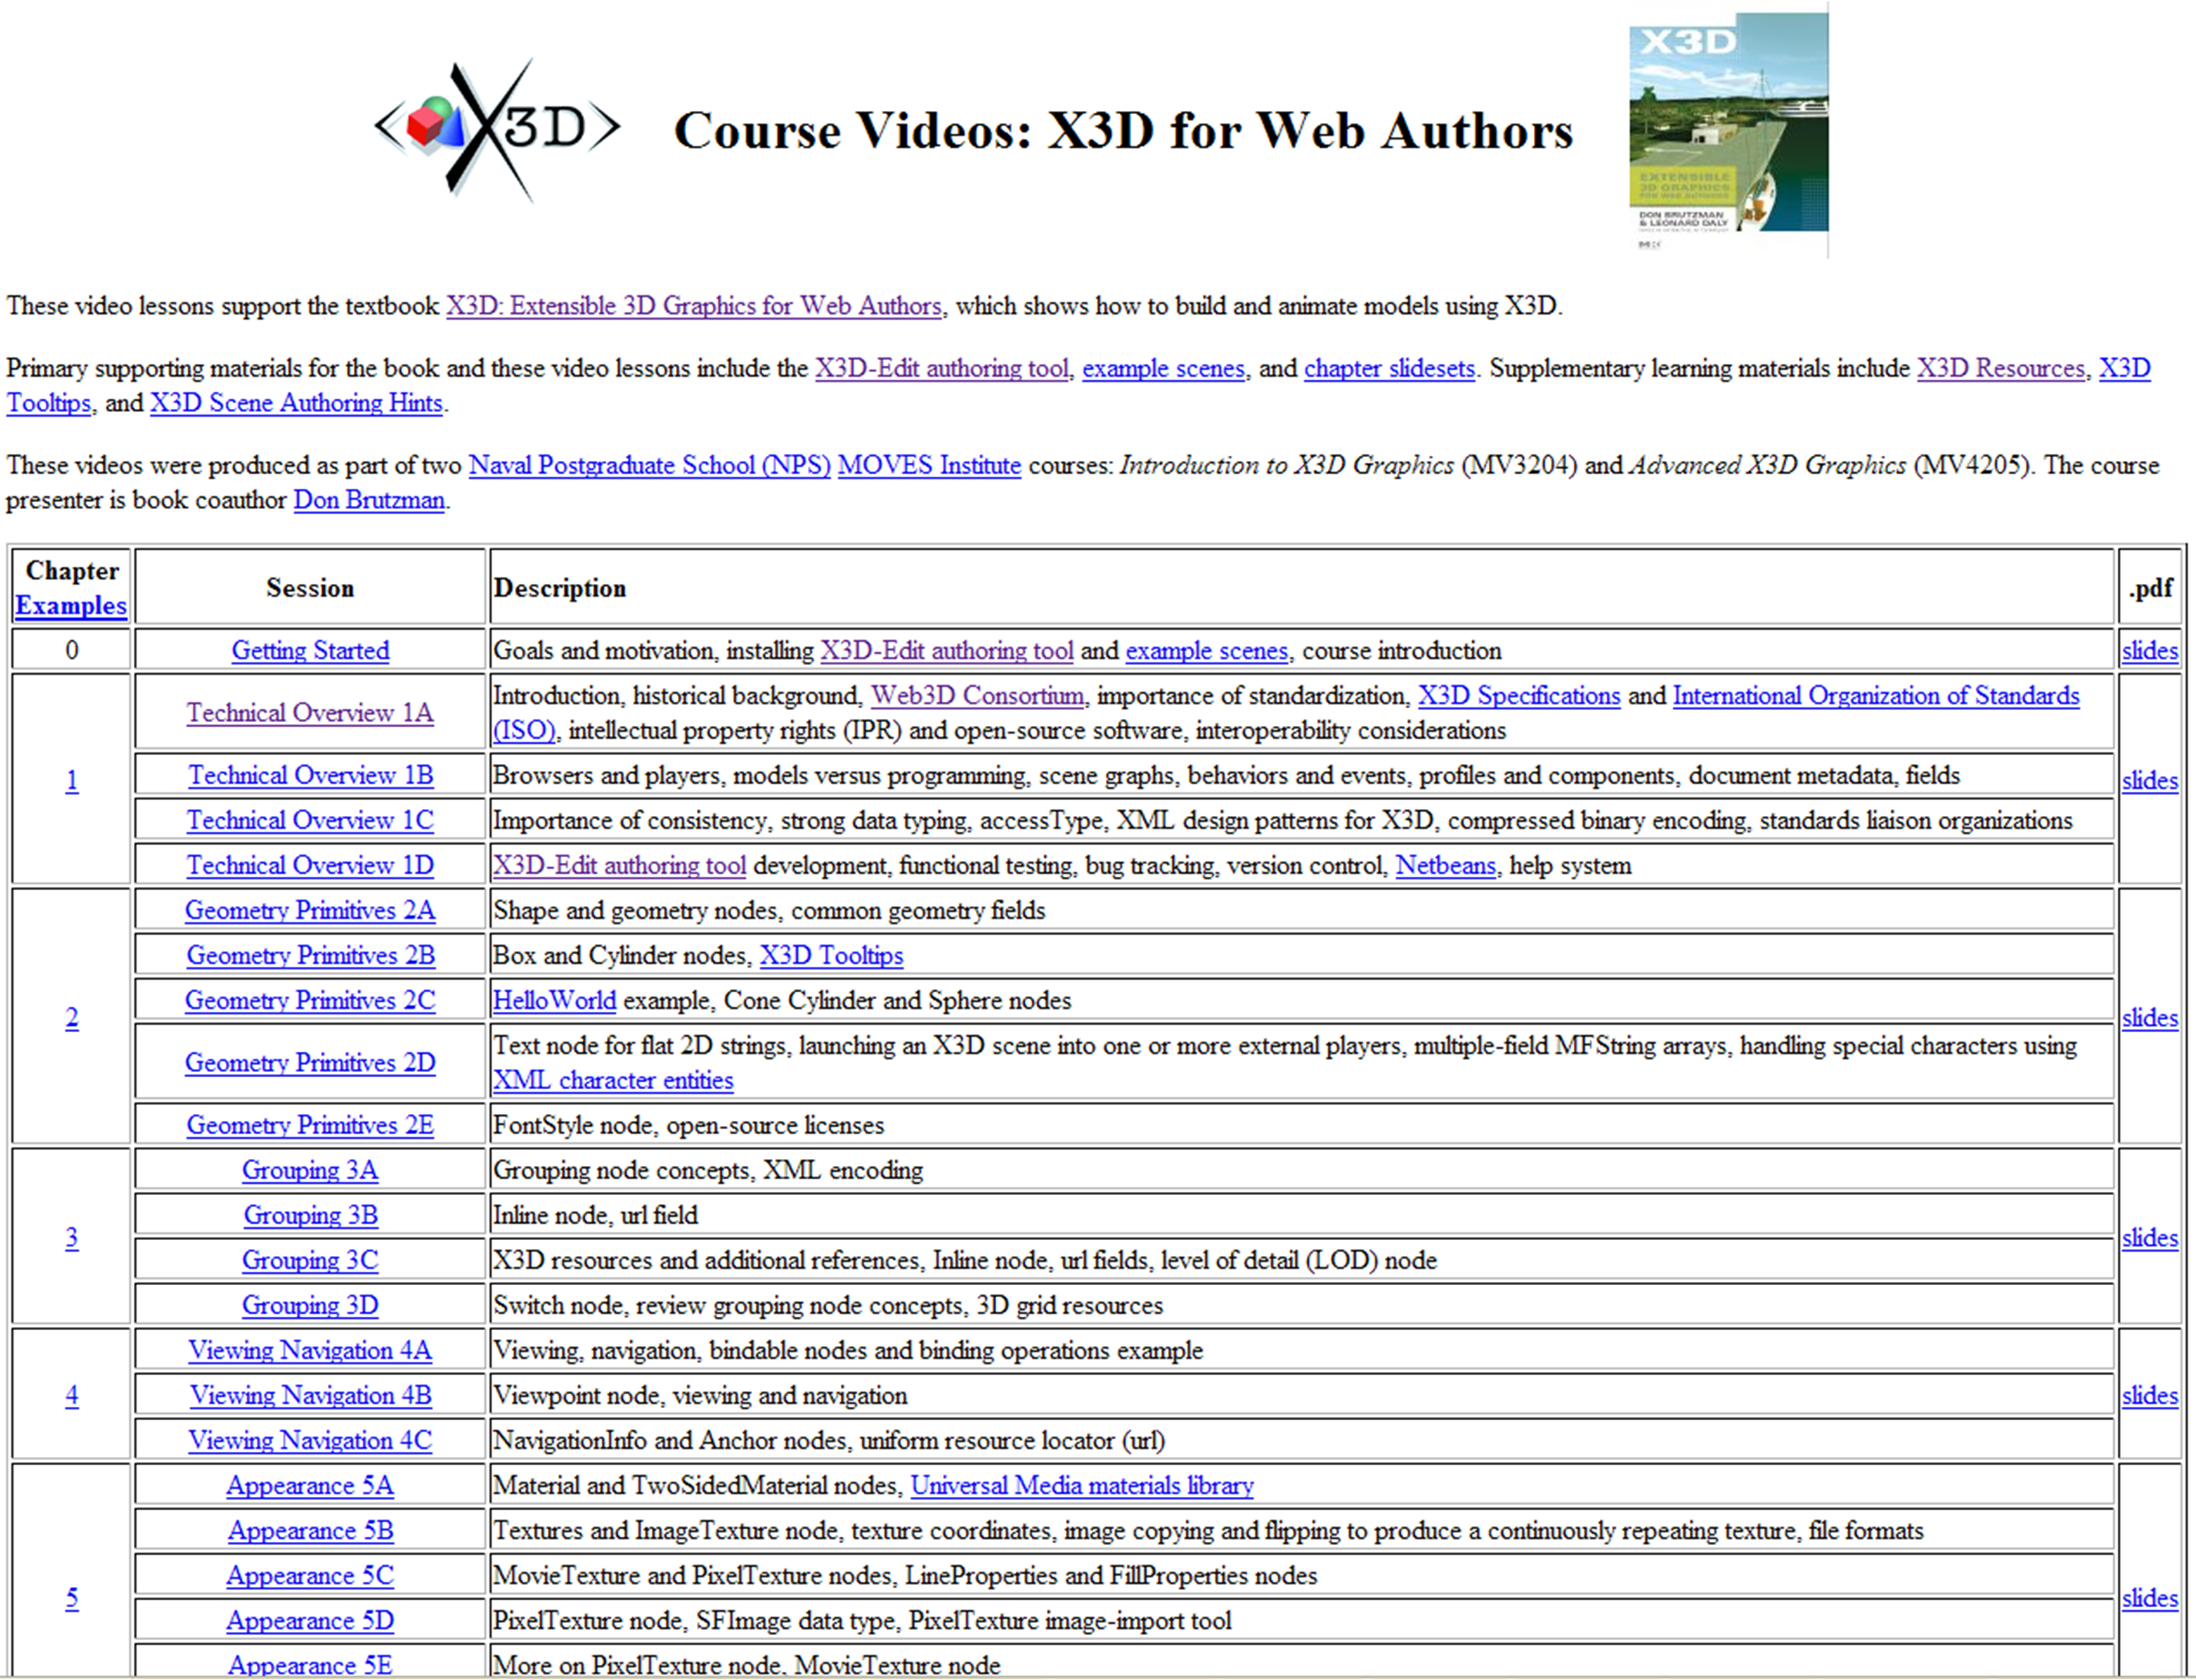 X3D
<X3D>
Course Videos: X3D for Web Authors
EXTENSIBLE
3D GRAPHICS
FOR WEB AUTHORS
DON BRUTZMAN
& LEONARD DALY
These video lessons support the textbook X3D: Extensible 3D Graphics for Web Authors, which shows how to build and animate models using X3D.
Primary supporting materials for the book and these video lessons include the X3D-Edit authoring tool, example scenes, and chapter slidesets. Supplementary learning materials include X3D Resources, X3D
Tooltips, and X3D Scene Authoring Hints.
These videos were produced as part of two Naval Postgraduate School (NPS) MOVES Institute courses: Introduction to X3D Graphics (MV3204) and Advanced X3D Graphics (MV4205). The course
presenter is book coauthor Don Brutzman.
Chapter
Examples
Session
Description
.pdf
0
Getting Started
Goals and motivation, installing X3D-Edit authoring tool and example scenes, course introduction
slides
1
Technical Overview 1A
Introduction, historical background, Web3D Consortium, importance of standardization, X3D Specifications and International Organization of Standards
(ISO), intellectual property rights (IPR) and open-source software, interoperability considerations
slides
Technical Overview 1B
Browsers and players, models versus programming, scene graphs, behaviors and events, profiles and components, document metadata, fields
Technical Overview 1C
Importance of consistency, strong data typing, accessType, XML design patterns for X3D, compressed binary encoding, standards liaison organizations
Technical Overview 1D
X3D-Edit authoring tool development, functional testing, bug tracking, version control, Netbeans, help system
2
Geometry Primitives 2A
Shape and geometry nodes, common geometry fields
slides
Geometry Primitives 2B
Box and Cylinder nodes, X3D Tooltips
Geometry Primitives 2C
HelloWorld example, Cone Cylinder and Sphere nodes
Geometry Primitives 2D
Text node for flat 2D strings, launching an X3D scene into one or more external players, multiple-field MFString arrays, handling special characters using
XML character entities
Geometry Primitives 2E
FontStyle node, open-source licenses
3
Grouping 3A
Grouping node concepts, XML encoding
slides
Grouping 3B
Inline node, url field
Grouping 3C
X3D resources and additional references, Inline node, url fields, level of detail (LOD) node
Grouping 3D
Switch node, review grouping node concepts, 3D grid resources
4
Viewing Navigation 4A
Viewing, navigation, bindable nodes and binding operations example
slides
Viewing Navigation 4B
Viewpoint node, viewing and navigation
Viewing Navigation 4C
NavigationInfo and Anchor nodes, uniform resource locator (url)
5
Appearance 5A
Material and TwoSidedMaterial nodes, Universal Media materials library
slides
Appearance 5B
Textures and ImageTexture node, texture coordinates, image copying and flipping to produce a continuously repeating texture, file formats
Appearance 5C
MovieTexture and PixelTexture nodes, LineProperties and FillProperties nodes
Appearance 5D
PixelTexture node, SFImage data type, PixelTexture image-import tool
Appearance 5E
More on PixelTexture node, MovieTexture node